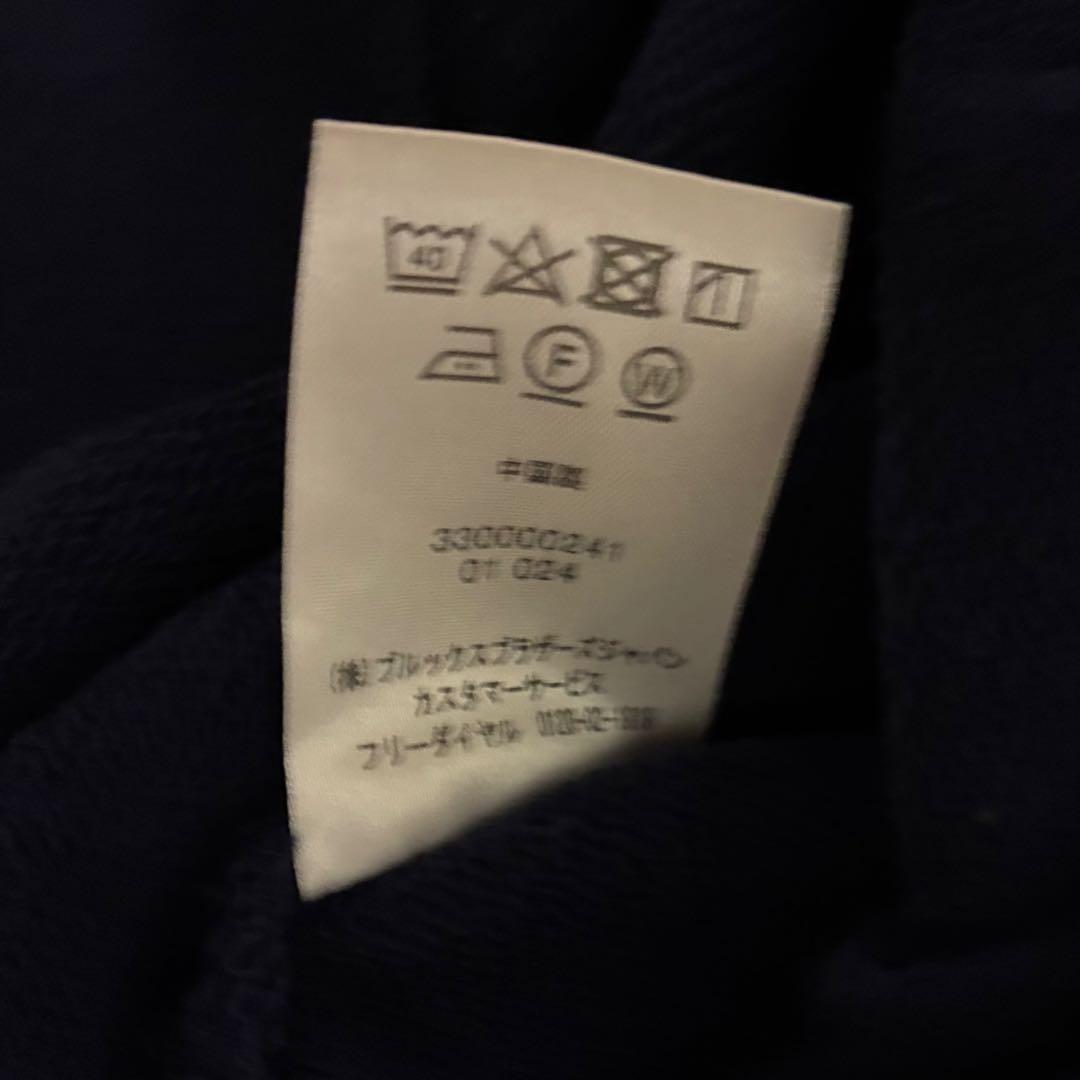 40
F W
中国製
330000241
01 024
(株)ブルックスブラザーズジャパン
カスタマーサービス
フリーダイヤル 0120-02-